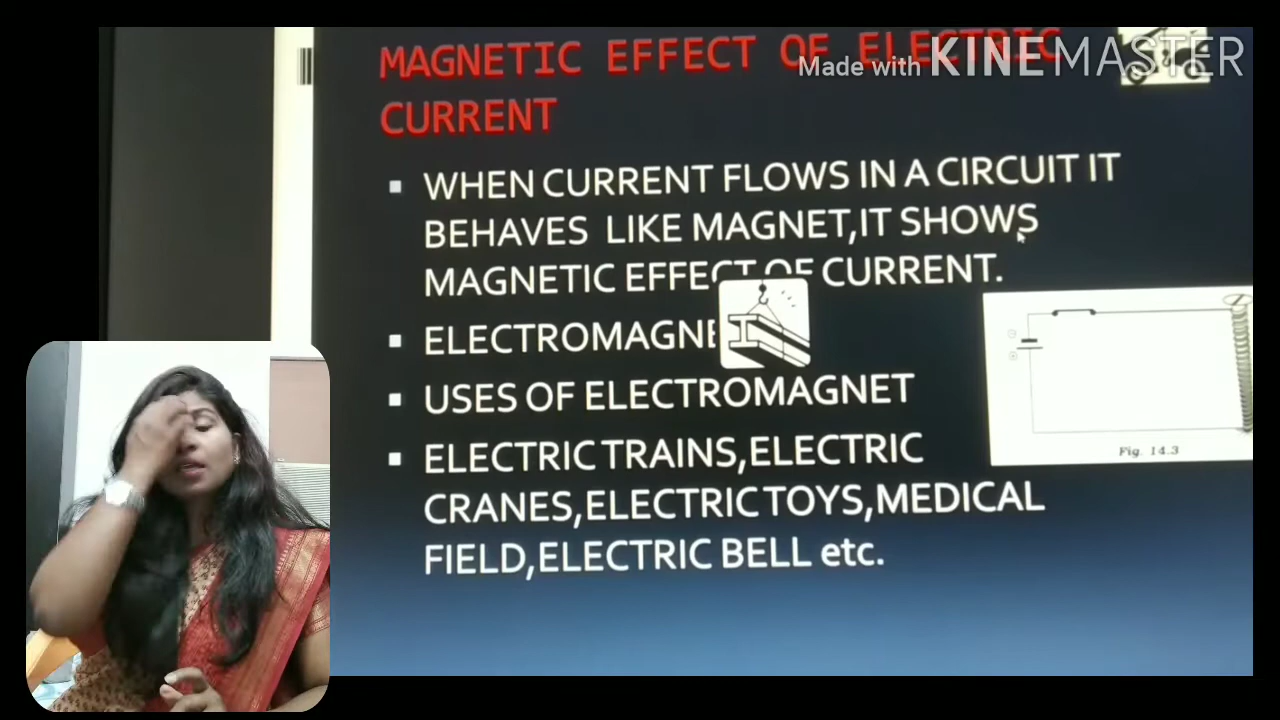 MAGNETIC EFFECT OF ELECTRIC
Made with KINEMASTER
CURRENT
WHEN CURRENT FLOWS IN A CIRCUIT IT
BEHAVES LIKE MAGNET,IT SHOWS
MAGNETIC EFFECT OF CURRENT.
ELECTROMAGNE
USES OF ELECTROMAGNET
ELECTRIC TRAINS,ELECTRIC
CRANES,ELECTRIC TOYS,MEDICAL
FIELD,ELECTRIC BELL etc.
Fig. 14.3